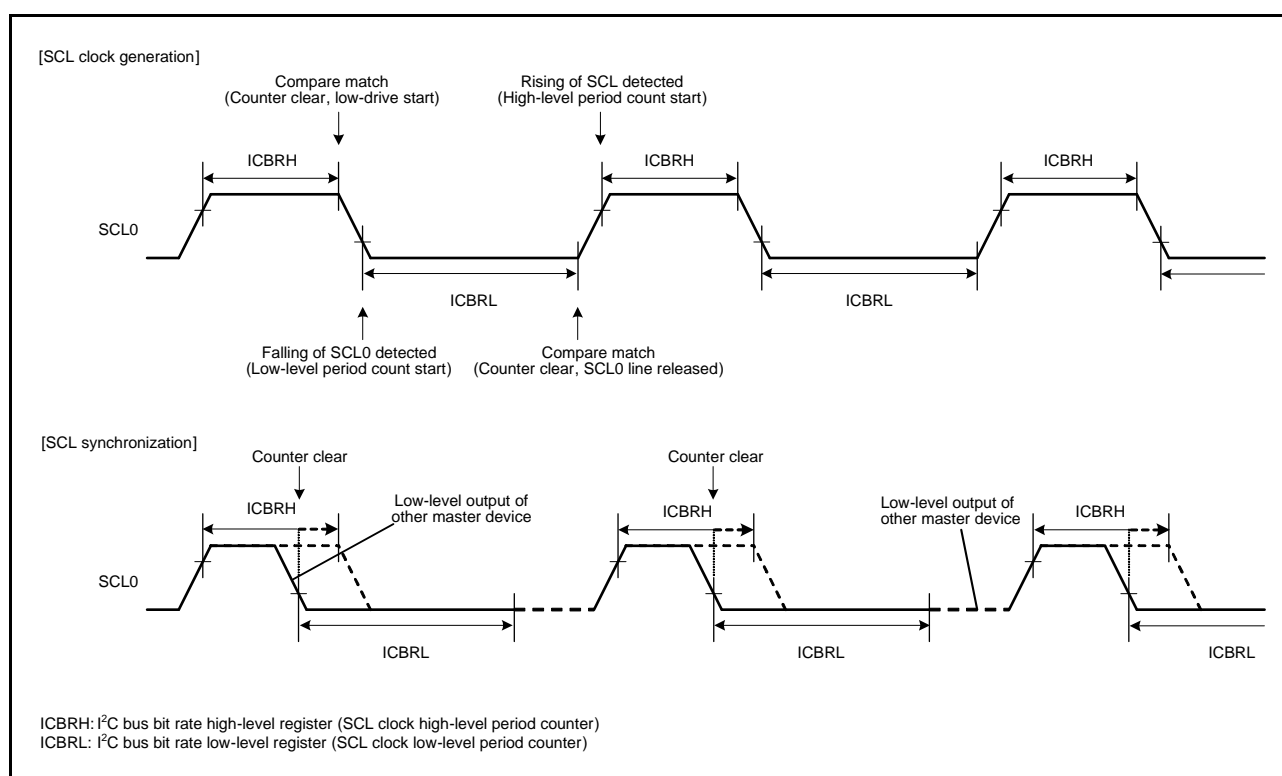 [SCL clock generation]
Compare match
(Counter clear, low-drive start)
Rising of SCL detected
(High-level period count start)
ICBRH
ICBRH
ICBRH
SCL0
ICBRL
ICBRL
Falling of SCL0 detected
(Low-level period count start)
Compare match
(Counter clear, SCL0 line released)
[SCL synchronization]
Counter clear
Counter clear
ICBRH
Low-level output of
other master device
ICBRH
Low-level output of
other master device
ICBRH
SCL0
ICBRL
ICBRL
ICBRL
ICBRH: I²C bus bit rate high-level register (SCL clock high-level period counter)
ICBRL: I²C bus bit rate low-level register (SCL clock low-level period counter)